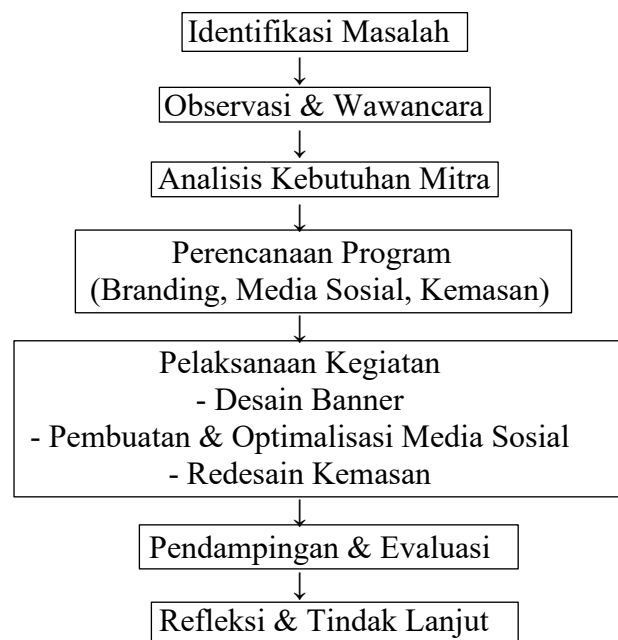 Identifikasi Masalah
↓
Observasi & Wawancara
↓
Analisis Kebutuhan Mitra
↓
Perencanaan Program
(Branding, Media Sosial, Kemasan)
↓
Pelaksanaan Kegiatan
- Desain Banner
- Pembuatan & Optimalisasi Media Sosial
- Redesain Kemasan
↓
Pendampingan & Evaluasi
↓
Refleksi & Tindak Lanjut